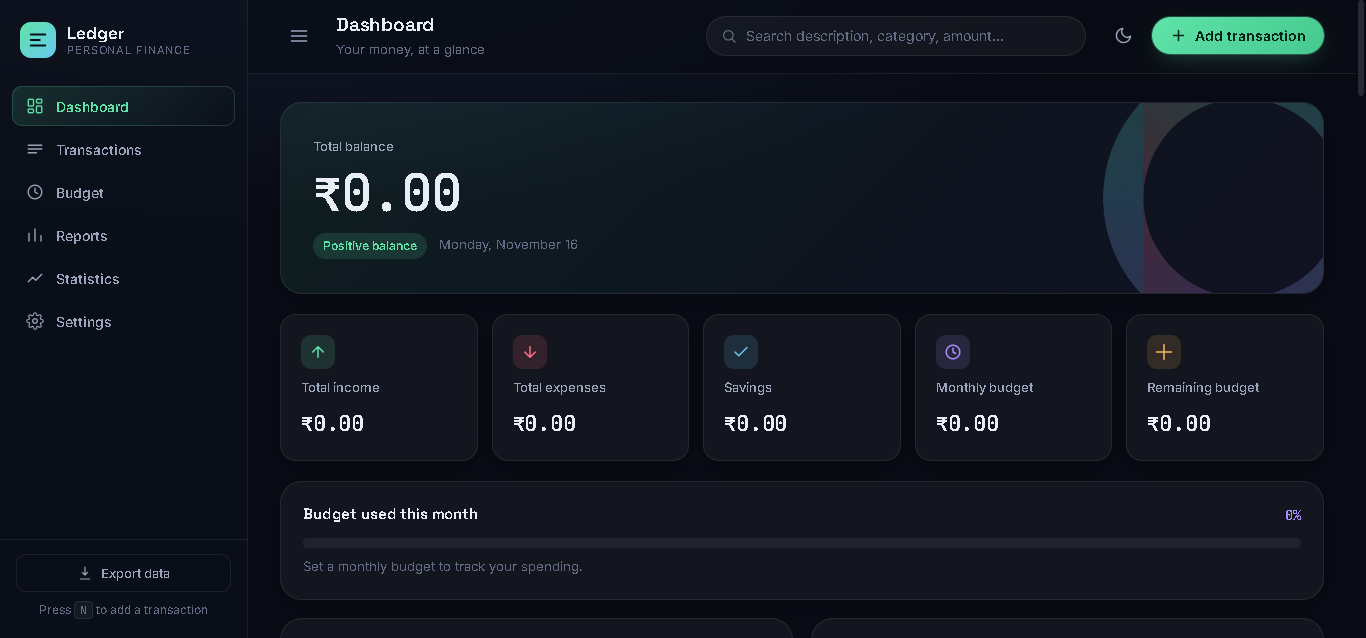 Ledger
PERSONAL FINANCE
Dashboard
Transactions
Budget
Reports
Statistics
Settings
Export data
Press N to add a transaction
Dashboard
Your money, at a glance
Search description, category, amount...
Add transaction
Total balance
₹0.00
Positive balance
Monday, November 16
Total income
₹0.00
Total expenses
₹0.00
Savings
₹0.00
Monthly budget
₹0.00
Remaining budget
₹0.00
Budget used this month
0%
Set a monthly budget to track your spending.